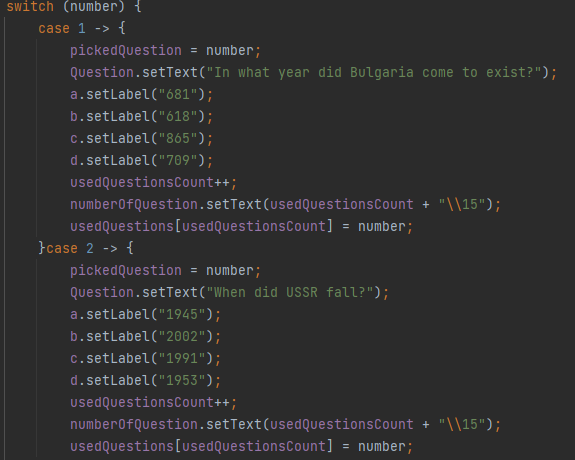 switch (number) {
    case 1 -> {
        pickedQuestion = number;
        Question.setText("In what year did Bulgaria come to exist?");
        a.setLabel("681");
        b.setLabel("618");
        c.setLabel("865");
        d.setLabel("709");
        usedQuestionsCount++;
        numberOfQuestion.setText(usedQuestionsCount + "\\15");
        usedQuestions[usedQuestionsCount] = number;
    }case 2 -> {
        pickedQuestion = number;
        Question.setText("When did USSR fall?");
        a.setLabel("1945");
        b.setLabel("2002");
        c.setLabel("1991");
        d.setLabel("1953");
        usedQuestionsCount++;
        numberOfQuestion.setText(usedQuestionsCount + "\\15");
        usedQuestions[usedQuestionsCount] = number;